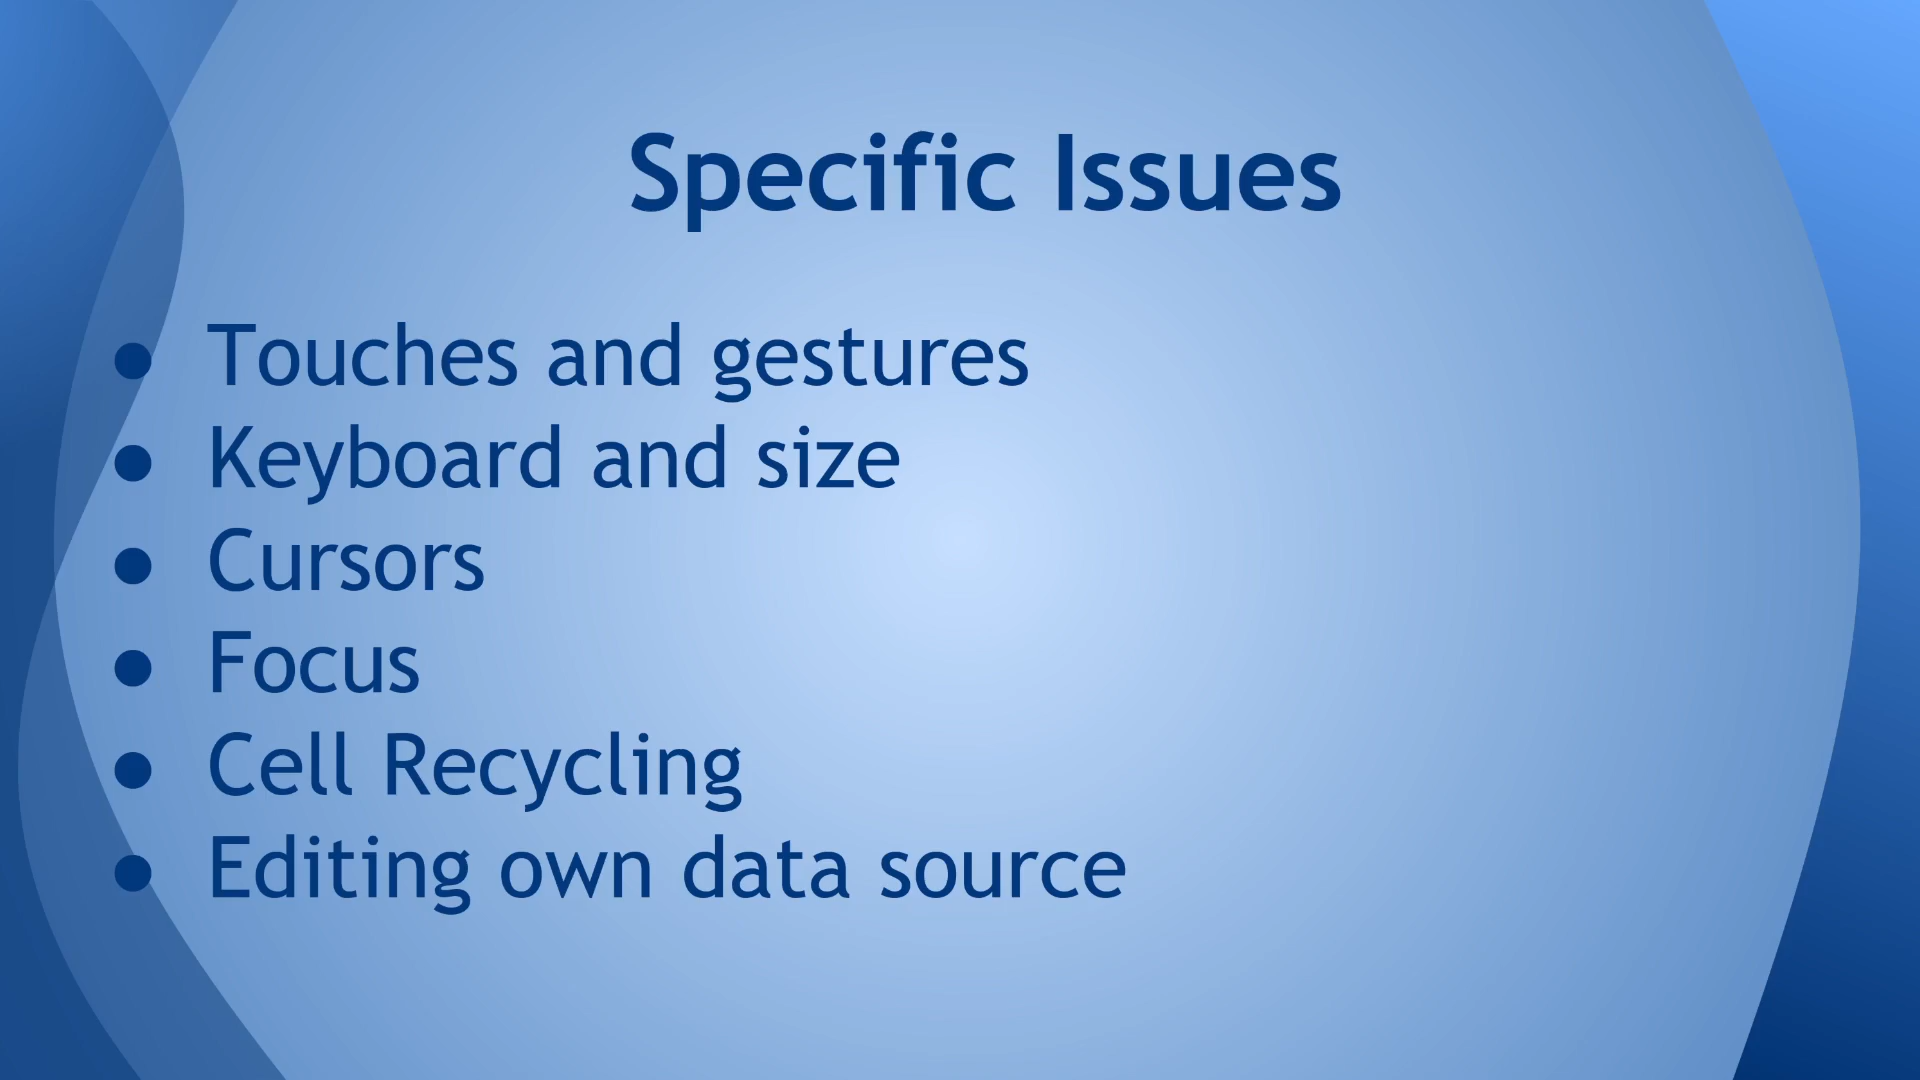 Specific Issues
● Touches and gestures
● Keyboard and size
● Cursors
● Focus
● Cell Recycling
● Editing own data source